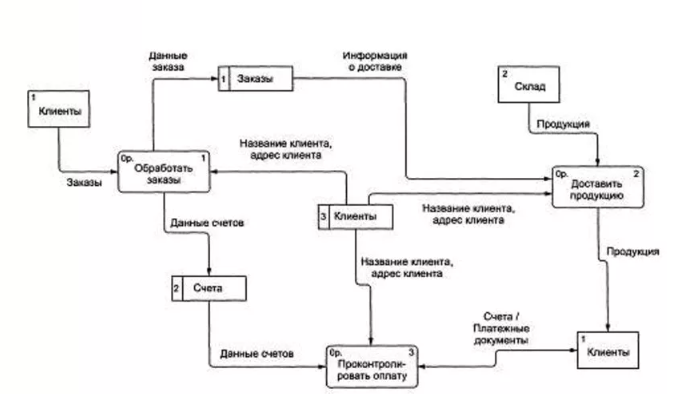 Данные
заказа
Информация
о доставке
1 Заказы
2
Склад
1
Клиенты
Продукция
Название клиента,
адрес клиента
0р. 1
Обработать
заказы
0р. 2
Доставить
продукцию
Заказы
3 Клиенты
Название клиента,
адрес клиента
Данные счетов
Продукция
Название клиента,
адрес клиента
2 Счета
Счета /
Платежные
документы
1
Клиенты
Данные счетов
0р. 3
Проконтроли-
ровать оплату